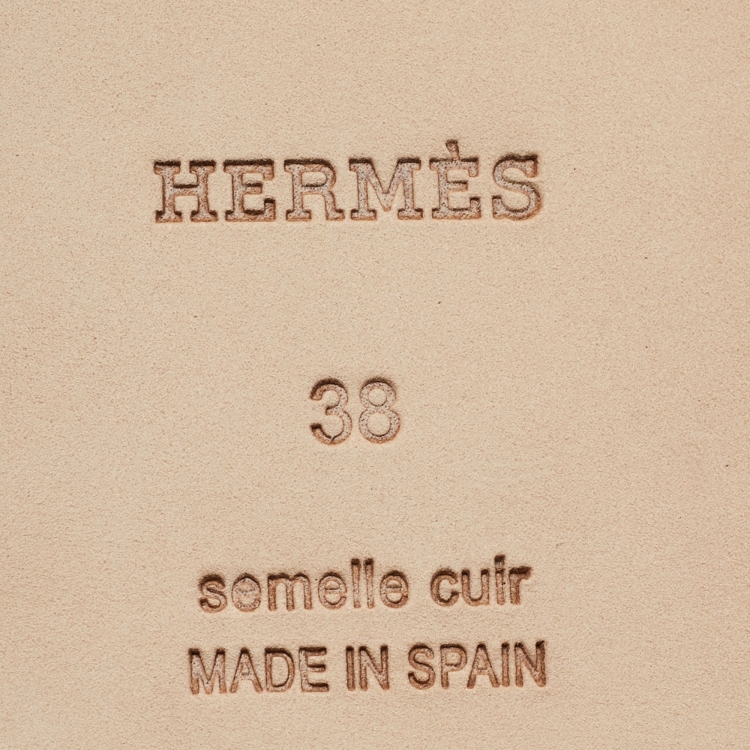 HERMÈS
38
semelle cuir
MADE IN SPAIN